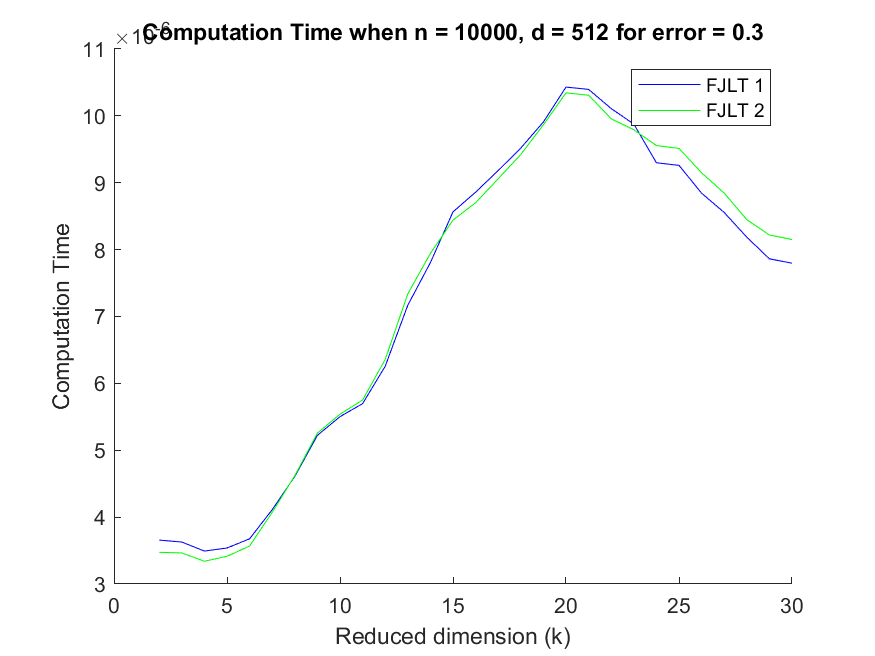 Computation Time when n = 10000, d = 512 for error = 0.3
×10-6
FJLT 1
FJLT 2
11
10
9
8
7
6
5
4
3
Computation Time
0 5 10 15 20 25 30
Reduced dimension (k)